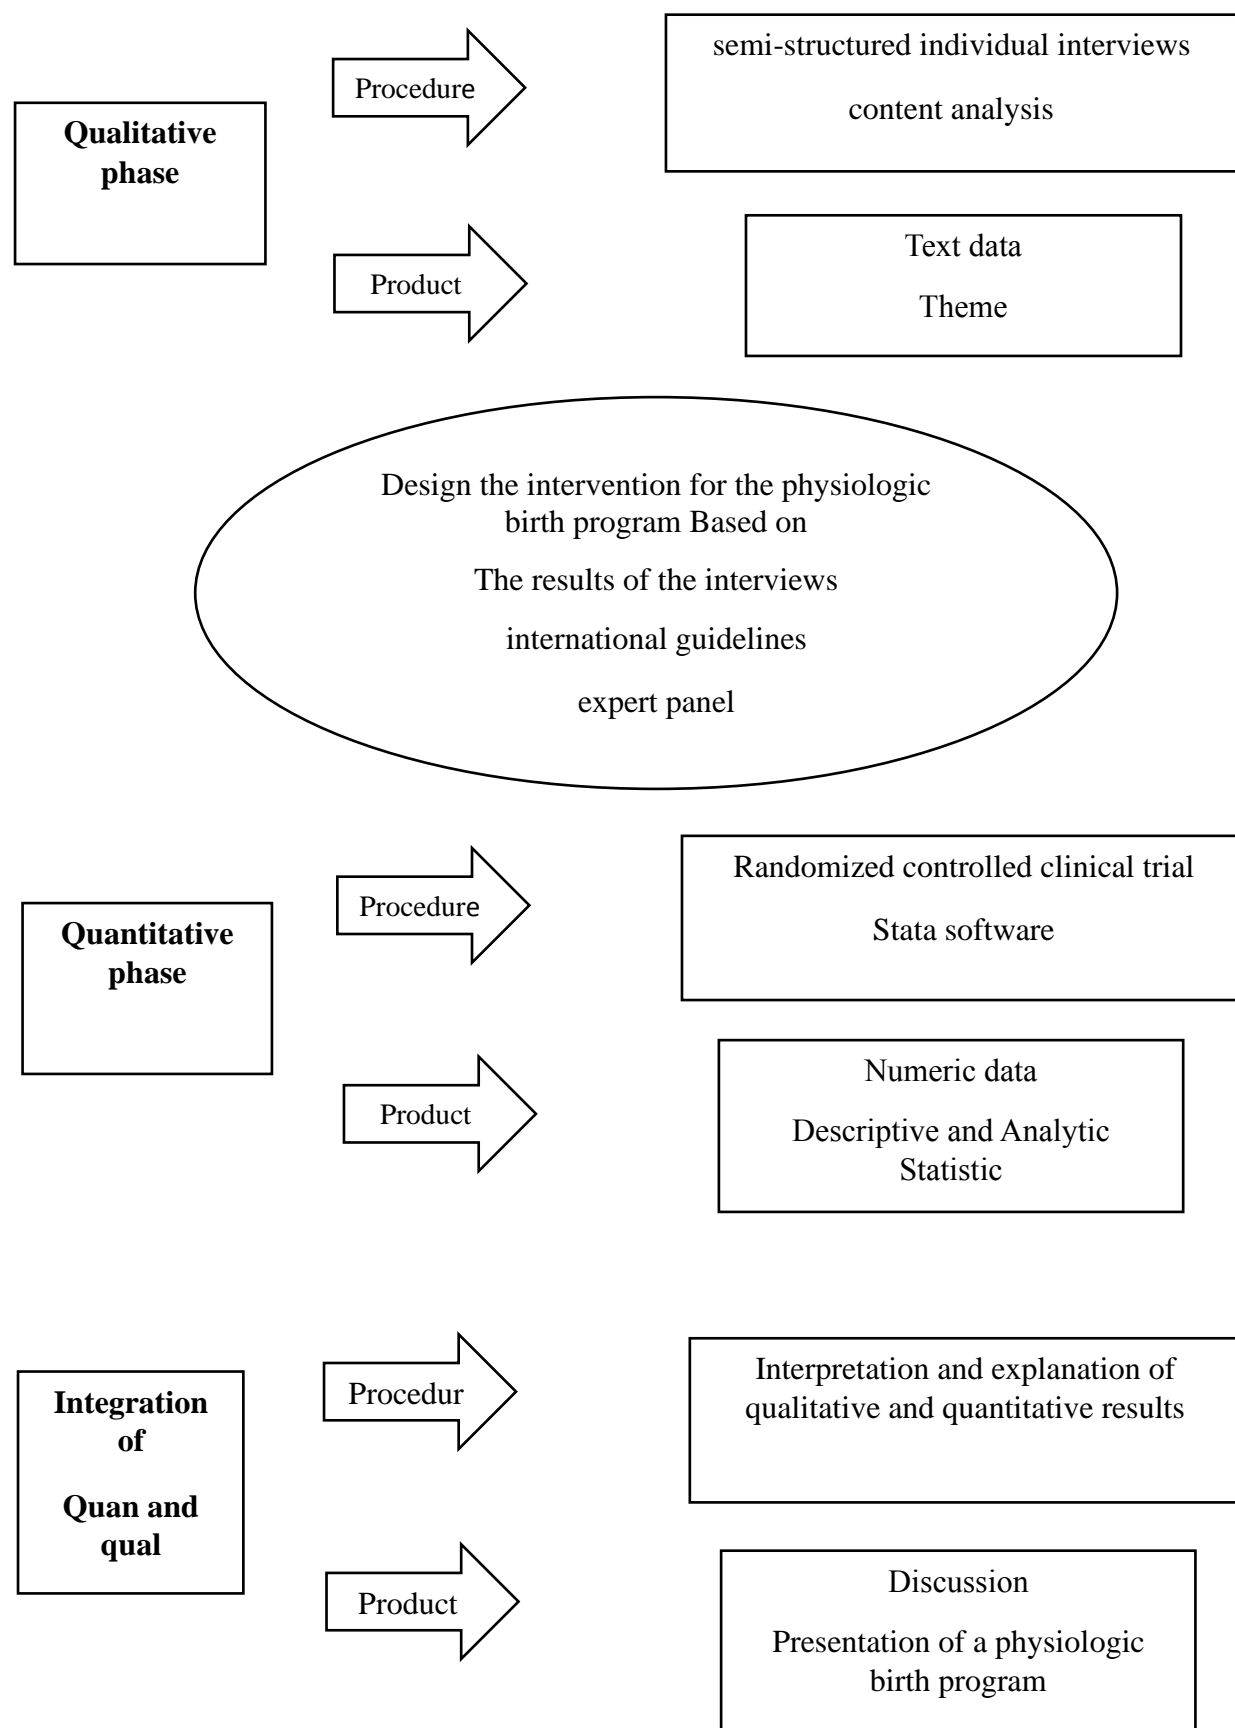 Qualitative
phase
Procedure
semi-structured individual interviews
content analysis
Product
Text data
Theme
Design the intervention for the physiologic
birth program Based on
The results of the interviews
international guidelines
expert panel
Quantitative
phase
Procedure
Randomized controlled clinical trial
Stata software
Product
Numeric data
Descriptive and Analytic
Statistic
Integration
of
Quan and
qual
Procedur
Interpretation and explanation of
qualitative and quantitative results
Product
Discussion
Presentation of a physiologic
birth program